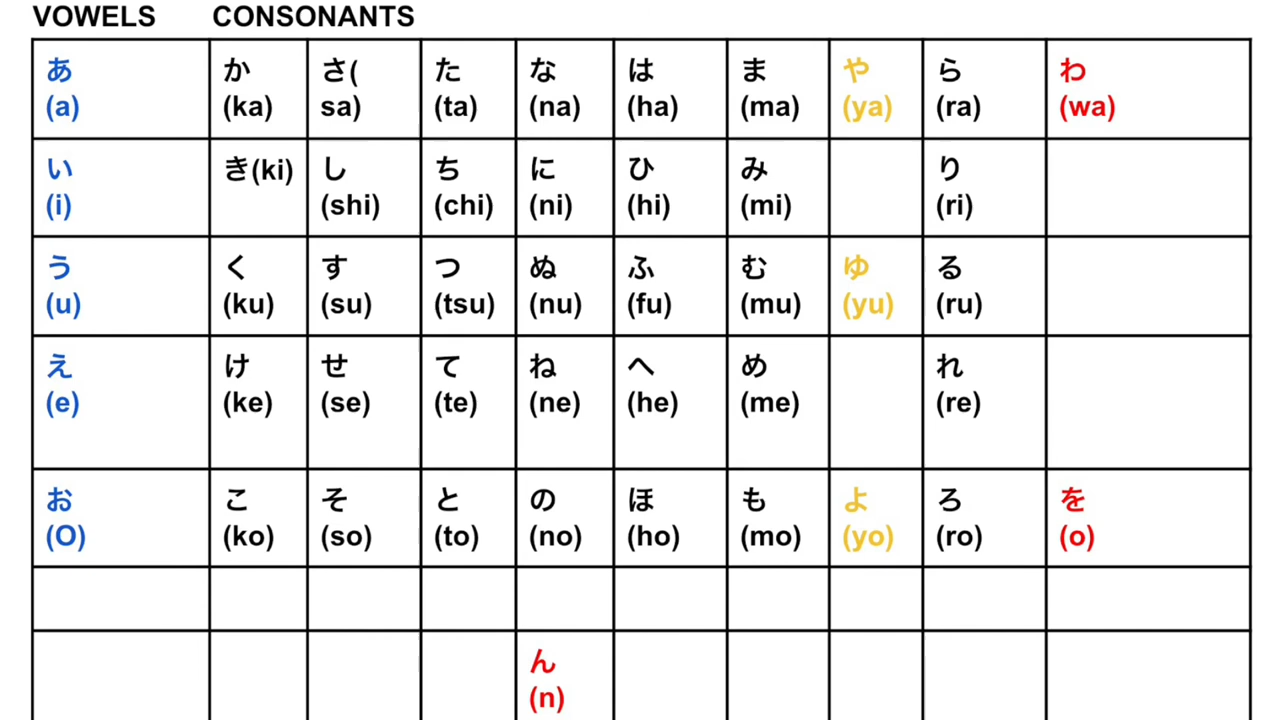 VOWELS CONSONANTS
あ か さ( た な は ま や ら わ
(a) (ka) sa) (ta) (na) (ha) (ma) (ya) (ra) (wa)
い き(ki) し ち に ひ み り
(i) (shi) (chi) (ni) (hi) (mi) (ri)
う く す つ ぬ ふ む ゆ る
(u) (ku) (su) (tsu) (nu) (fu) (mu) (yu) (ru)
え け せ て ね へ め れ
(e) (ke) (se) (te) (ne) (he) (me) (re)
お こ そ と の ほ も よ ろ を
(O) (ko) (so) (to) (no) (ho) (mo) (yo) (ro) (o)
ん
(n)